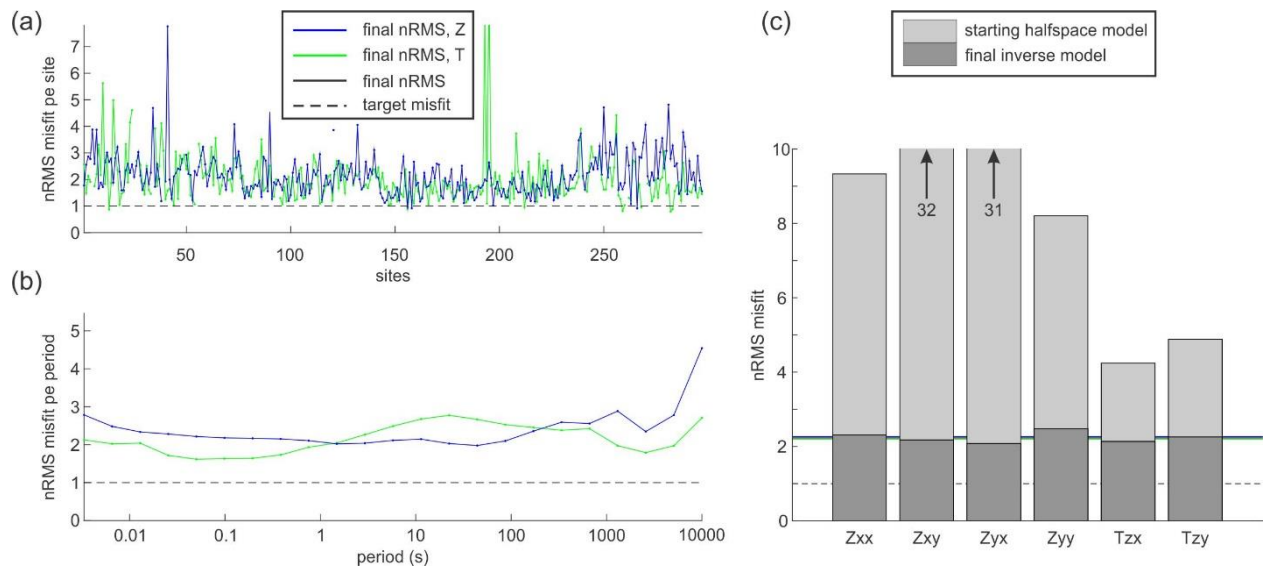 (a)
nRMS misfit pe site
7
6
5
4
3
2
1
0
50
100
150
200
250
sites
final nRMS, Z
final nRMS, T
final nRMS
target misfit
(b)
nRMS misfit pe period
5
4
3
2
1
0
0.01
0.1
1
10
100
1000
10000
period (s)
(c)
starting halfspace model
final inverse model
nRMS misfit
10
8
6
4
2
0
32
31
Zxx
Zxy
Zyx
Zyy
Tzx
Tzy